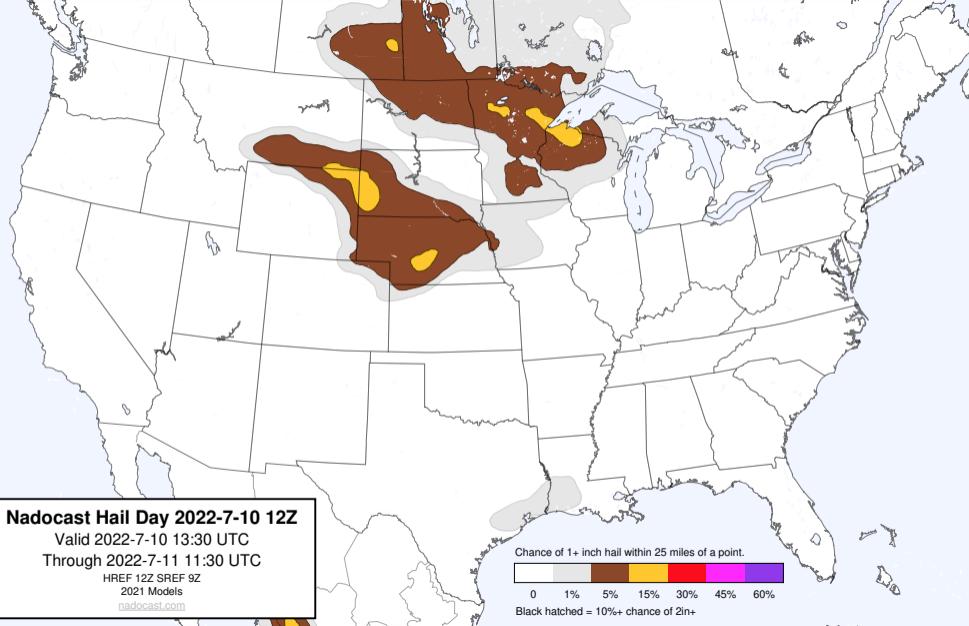 Nadocast Hail Day 2022-7-10 12Z
Valid 2022-7-10 13:30 UTC
Through 2022-7-11 11:30 UTC
HREF 12Z SREF 9Z
2021 Models
nadocast.com
Chance of 1+ inch hail within 25 miles of a point.
0 1% 5% 15% 30% 45% 60%
Black hatched = 10%+ chance of 2in+